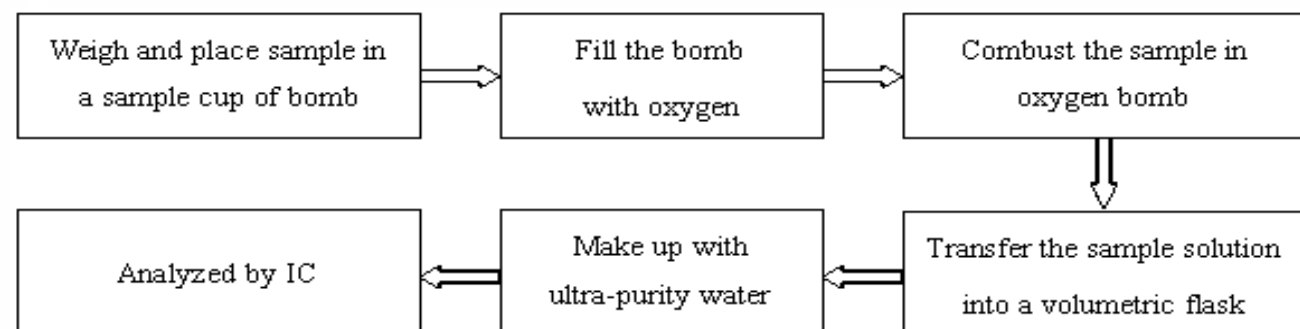 Weigh and place sample in
a sample cup of bomb
Fill the bomb
with oxygen
Combust the sample in
oxygen bomb
Transfer the sample solution
into a volumetric flask
Make up with
ultra-purity water
Analyzed by IC